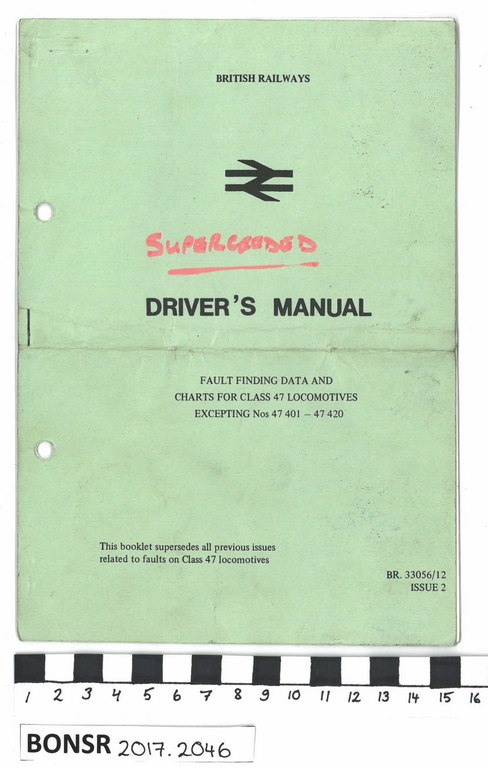 BRITISH RAILWAYS
SUPERCEEDED
DRIVER'S MANUAL
FAULT FINDING DATA AND
CHARTS FOR CLASS 47 LOCOMOTIVES
EXCEPTING Nos 47 401 – 47 420
This booklet supersedes all previous issues
related to faults on Class 47 locomotives
BR. 33056/12
ISSUE 2
1 2 3 4 5 6 7 8 9 10 11 12 13 14 15 16
BONSR 2017.2046